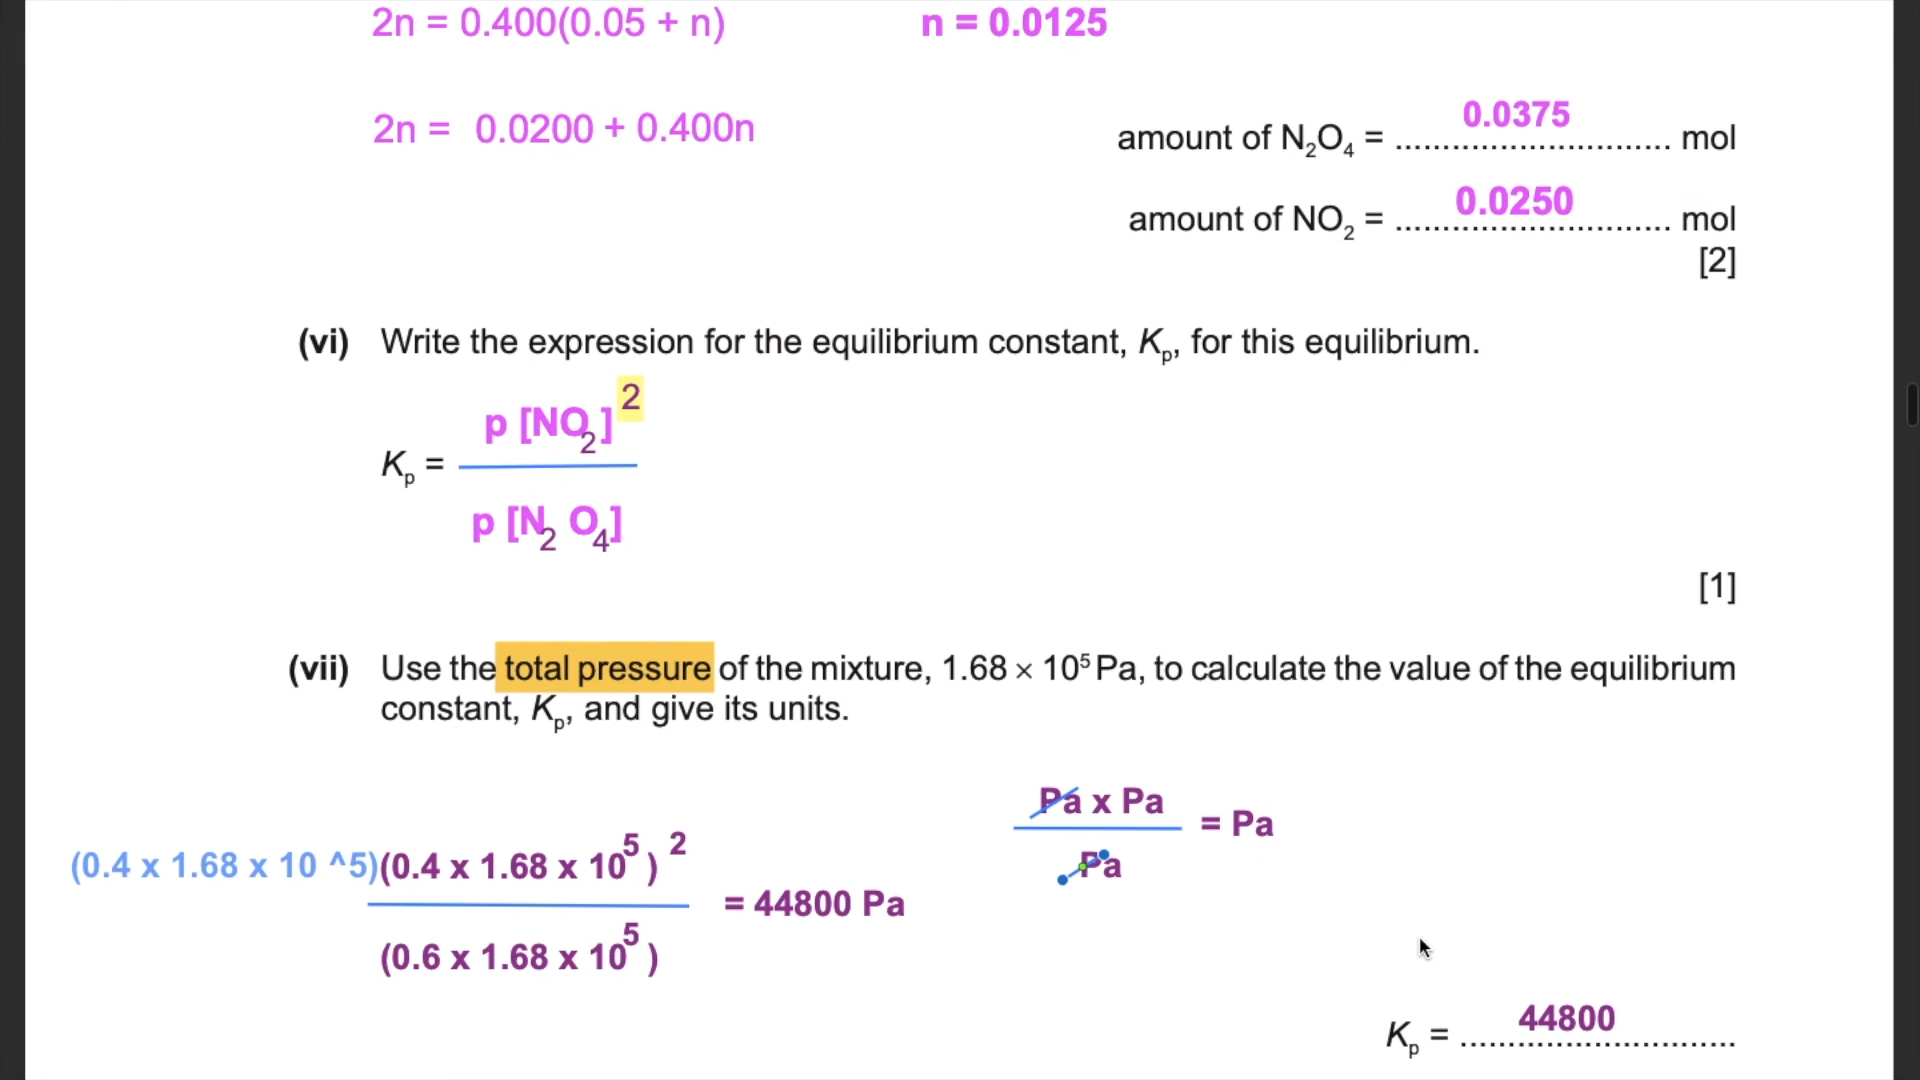 2n = 0.400(0.05 + n) n = 0.0125
2n = 0.0200 + 0.400n
amount of N₂O₄ = 0.0375 mol
amount of NO₂ = 0.0250 mol
[2]
(vi) Write the expression for the equilibrium constant, Kₚ, for this equilibrium.
p [NO₂]²
Kₚ =
p [N₂ O₄]
[1]
(vii) Use the total pressure of the mixture, 1.68 × 10⁵ Pa, to calculate the value of the equilibrium
constant, Kₚ, and give its units.
Pa x Pa
= Pa
Pa
(0.4 x 1.68 x 10 ^5)(0.4 x 1.68 x 10⁵ )²
= 44800 Pa
(0.6 x 1.68 x 10⁵ )
Kₚ = 44800